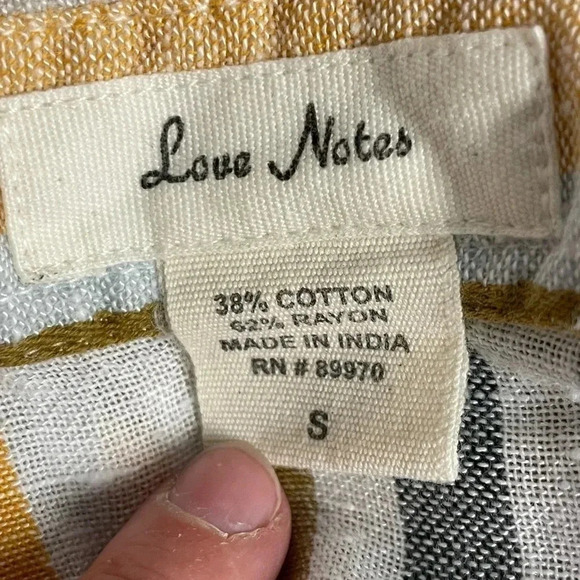 Love Notes
38% COTTON
62% RAYON
MADE IN INDIA
RN # 89970
S